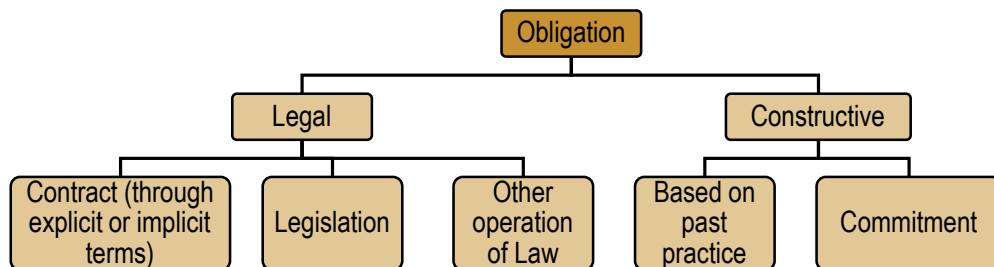 Obligation
Legal
Constructive
Contract (through
explicit or implicit
terms)
Legislation
Other
operation
of Law
Based on
past
practice
Commitment